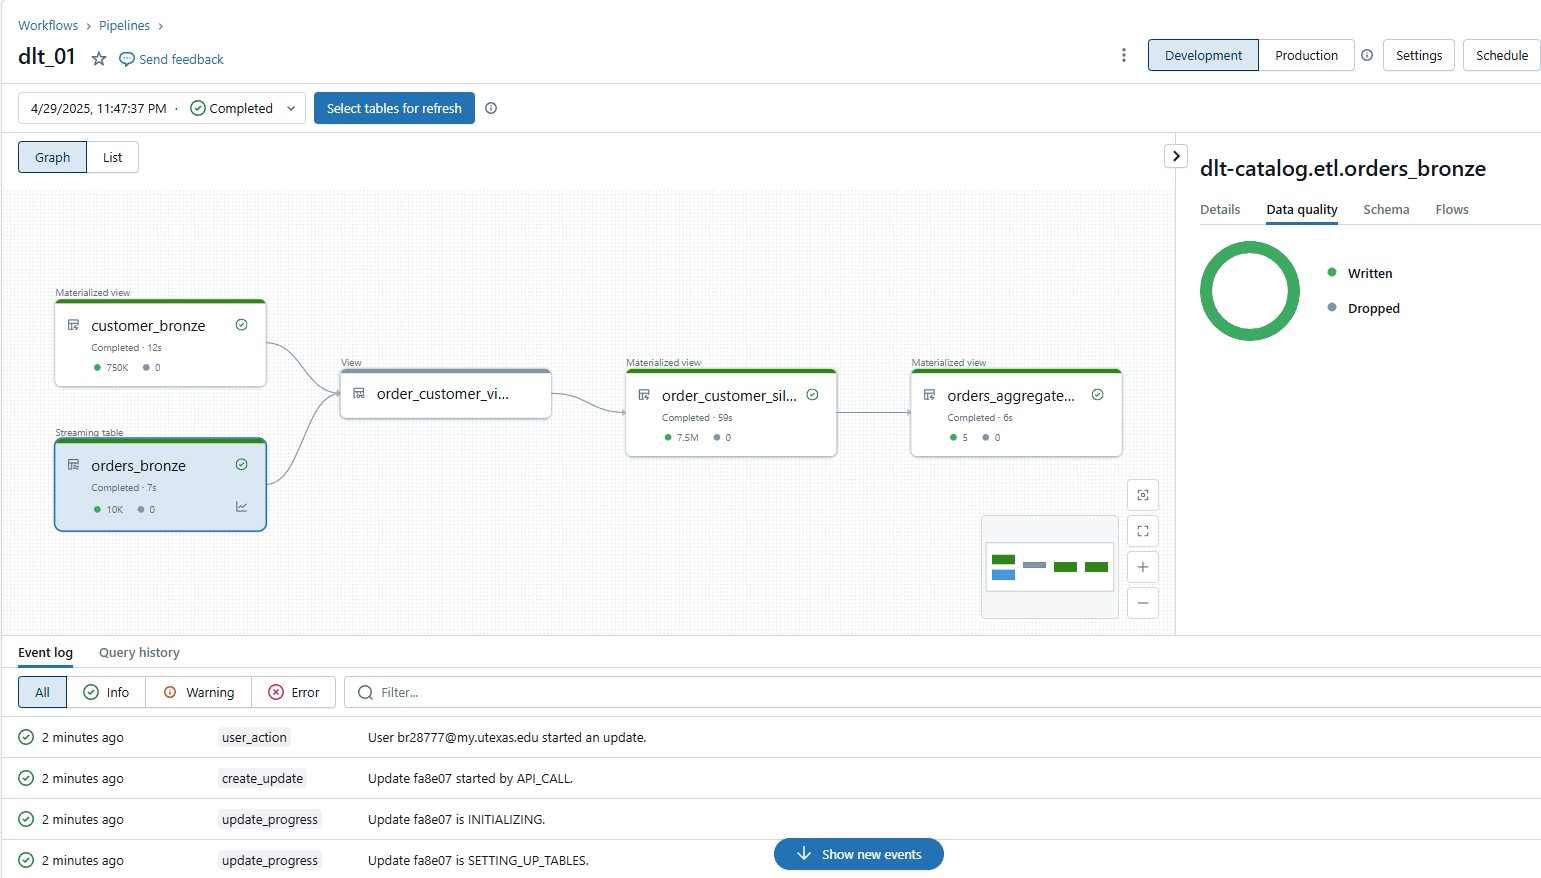 Workflows › Pipelines ›
dlt_01 Send feedback
Development Production Settings Schedule
4/29/2025, 11:47:37 PM · Completed
Select tables for refresh
Graph List
dlt-catalog.etl.orders_bronze
Details Data quality Schema Flows
Written
Dropped
Materialized view
customer_bronze
Completed · 12s
750K 0
Streaming table
orders_bronze
Completed · 7s
10K 0
View
order_customer_vi...
Materialized view
order_customer_sil...
Completed · 59s
7.5M 0
Materialized view
orders_aggregate...
Completed · 6s
5 0
Event log Query history
All Info Warning Error Filter...
2 minutes ago user_action User br28777@my.utexas.edu started an update.
2 minutes ago create_update Update fa8e07 started by API_CALL.
2 minutes ago update_progress Update fa8e07 is INITIALIZING.
2 minutes ago update_progress Update fa8e07 is SETTING_UP_TABLES.
Show new events